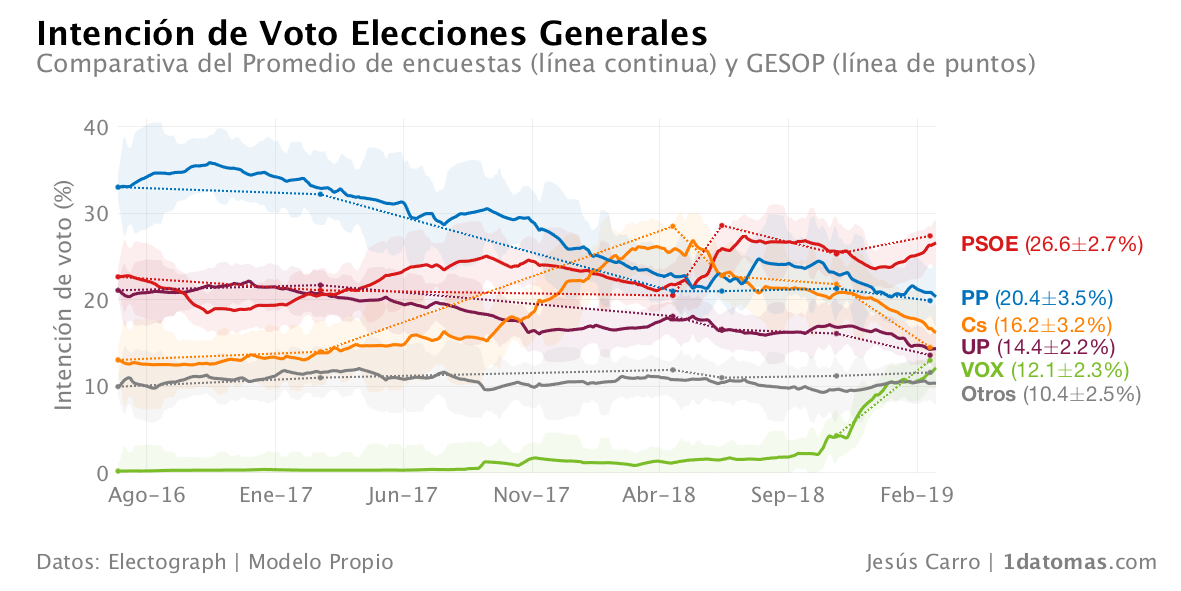 Intención de Voto Elecciones Generales
Comparativa del Promedio de encuestas (línea continua) y GESOP (línea de puntos)
Intención de voto (%)
40
30
20
10
0
Ago–16
Ene–17
Jun–17
Nov–17
Abr–18
Sep–18
Feb–19
PSOE (26.6±2.7%)
PP (20.4±3.5%)
Cs (16.2±3.2%)
UP (14.4±2.2%)
VOX (12.1±2.3%)
Otros (10.4±2.5%)
Datos: Electograph | Modelo Propio
Jesús Carro | 1datomas.com